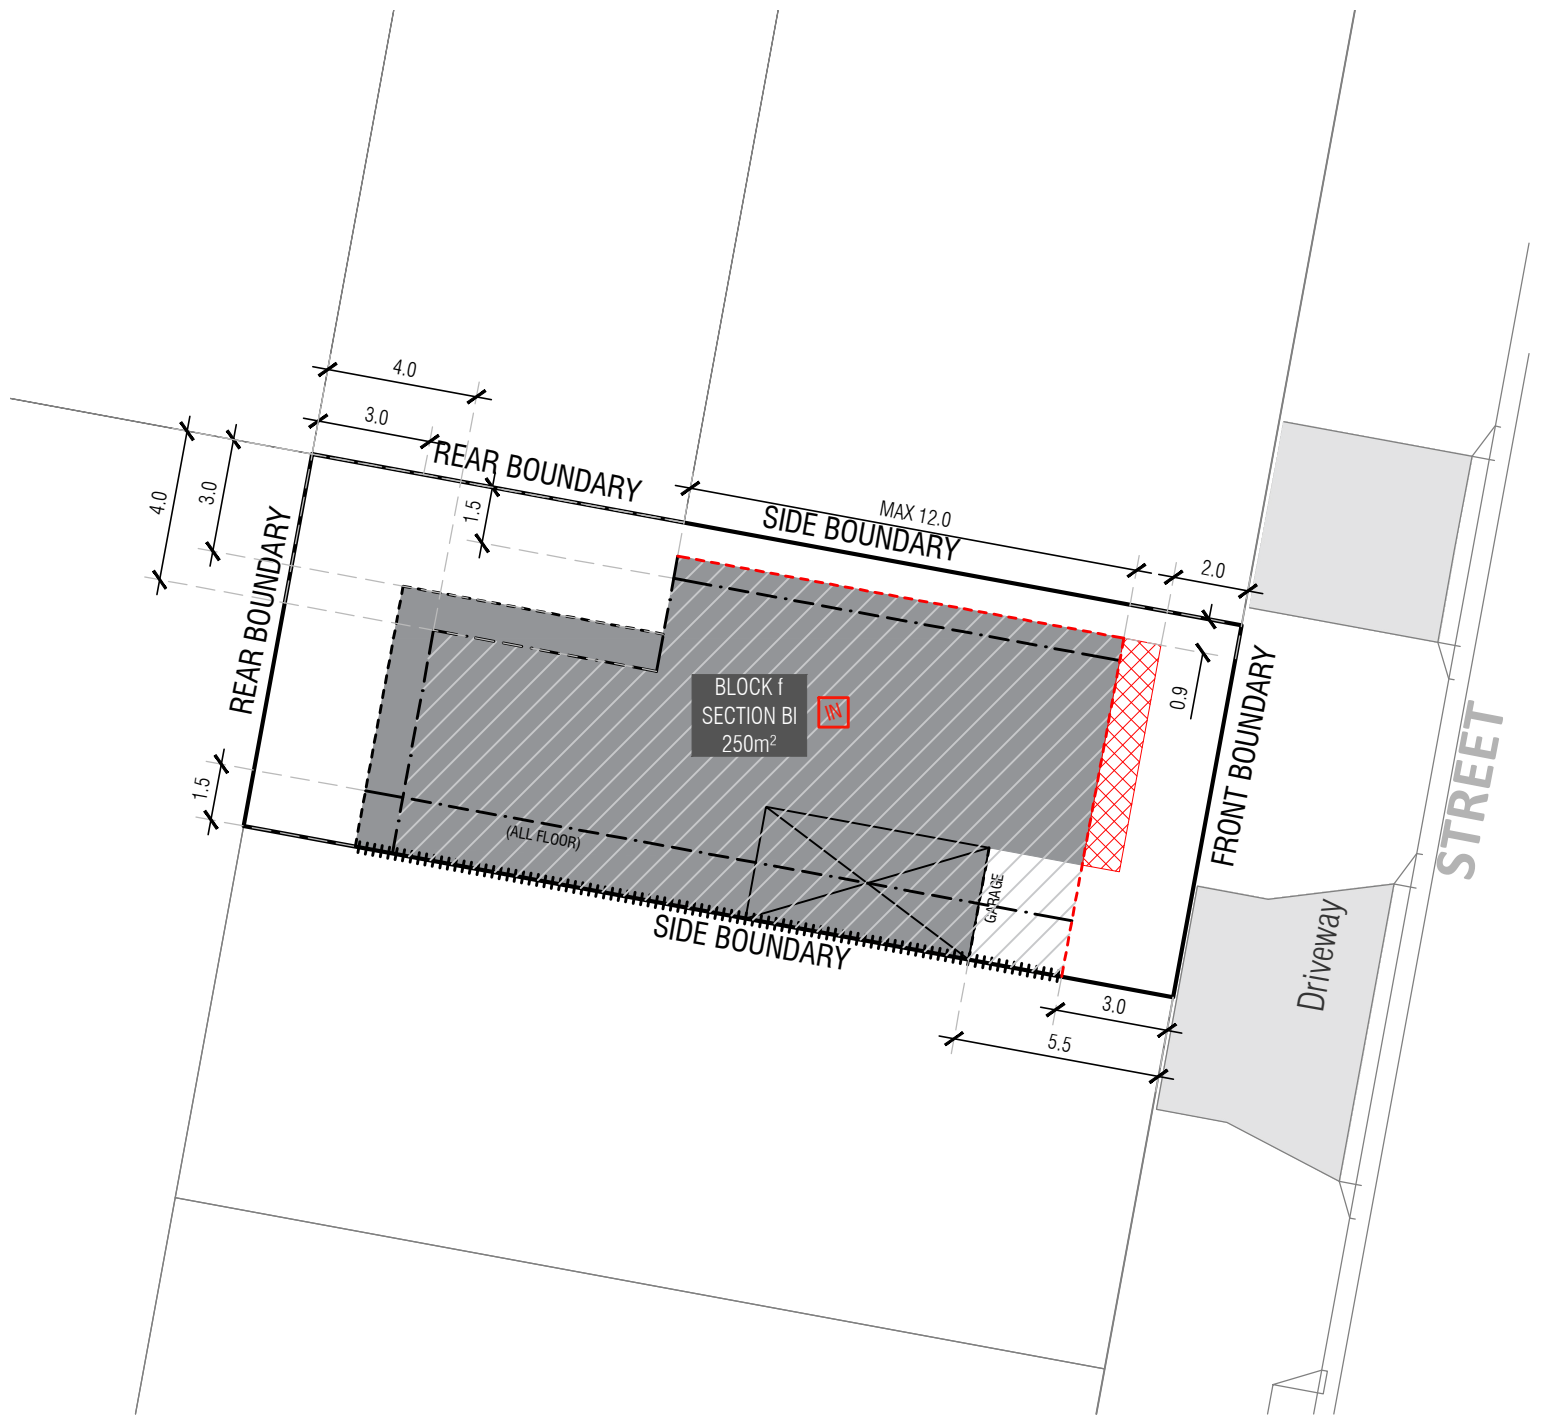 4.0
3.0
REAR BOUNDARY
4.0
3.0
1.5
MAX 12.0
SIDE BOUNDARY
2.0
REAR BOUNDARY
0.9
BLOCK f
SECTION BI
250m²
IN
FRONT BOUNDARY
STREET
1.5
(ALL FLOOR)
GARAGE
SIDE BOUNDARY
Driveway
3.0
5.5